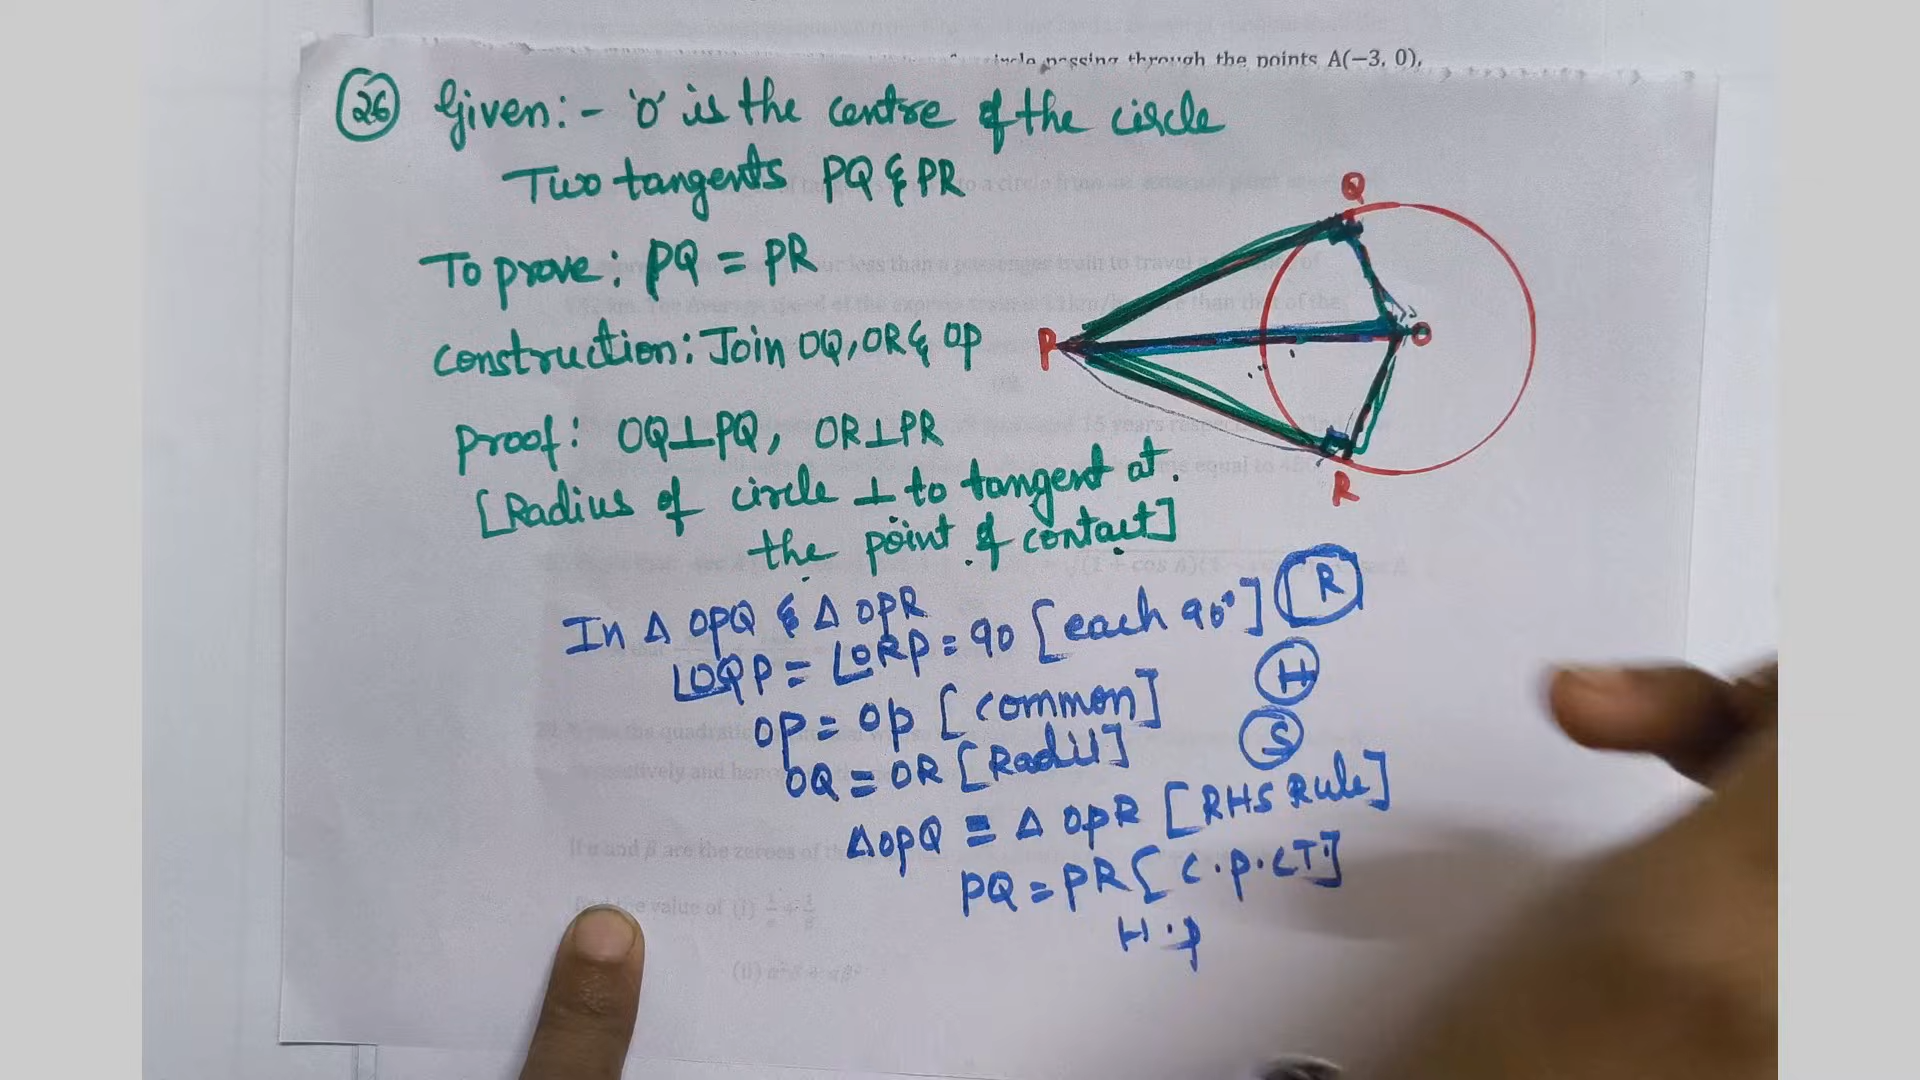 circle passing through the points A(−3, 0),
26 Given:- 'O' is the centre of the circle
Two tangents PQ & PR
To prove: PQ = PR
Construction: Join OQ, OR & OP
Proof: OQ⊥PQ, OR⊥PR
[Radius of circle ⊥ to tangent at
the point of contact]
In Δ OPQ & Δ OPR
∠OQP = ∠ORP = 90 [each 90°] R
OP = OP [common] H
OQ = OR [Radii] S
ΔOPQ ≅ Δ OPR [RHS Rule]
PQ = PR [C.P.CT.]
H.P
Q
P
O
R